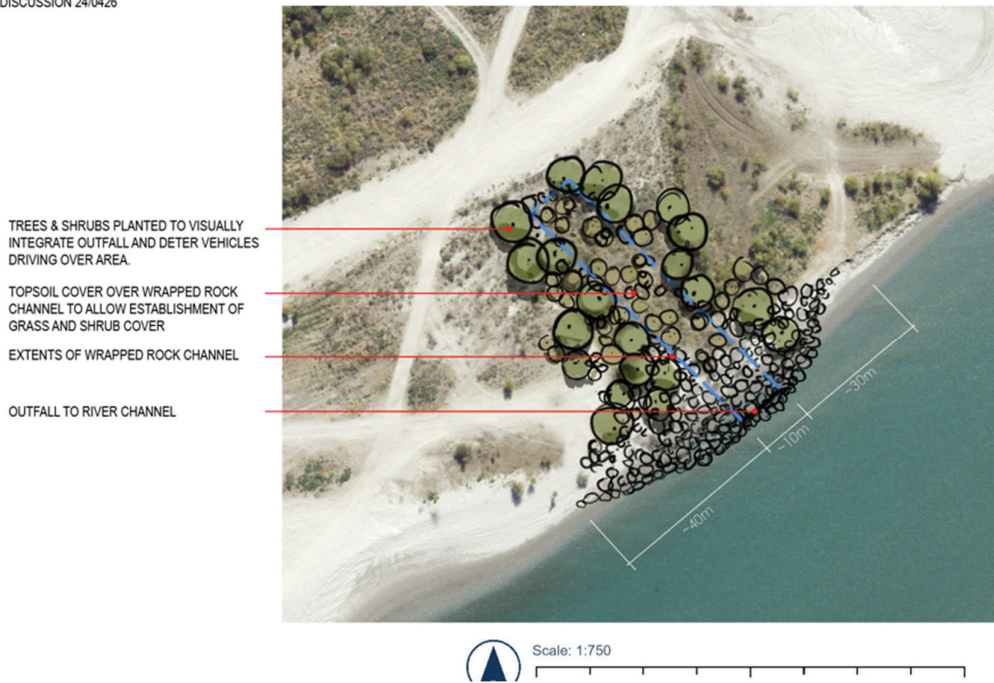 DISCUSSION 24/0426
TREES & SHRUBS PLANTED TO VISUALLY
INTEGRATE OUTFALL AND DETER VEHICLES
DRIVING OVER AREA.
TOPSOIL COVER OVER WRAPPED ROCK
CHANNEL TO ALLOW ESTABLISHMENT OF
GRASS AND SHRUB COVER
EXTENTS OF WRAPPED ROCK CHANNEL
OUTFALL TO RIVER CHANNEL
~30m
~10m
~40m
Scale: 1:750